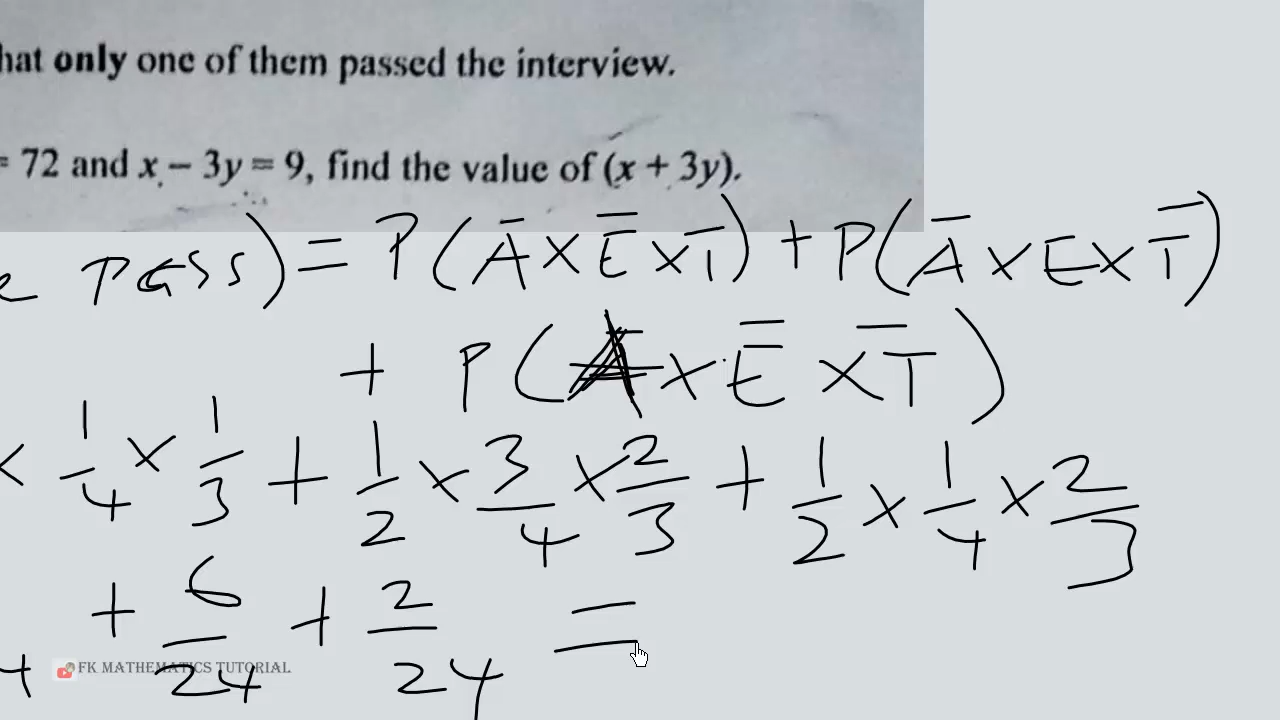 only one of them passed the interview.
= 72 and x – 3y = 9, find the value of (x + 3y).
pass) = P(A̅ × E̅ × T̅) + P(A̅ × E × T̅)
+ P(A × E̅ × T̅)
× 1/4 × 1/3 + 1/2 × 3/4 × 2/3 + 1/2 × 1/4 × 2/3
+ 6/24 + 2/24 =
FK MATHEMATICS TUTORIAL